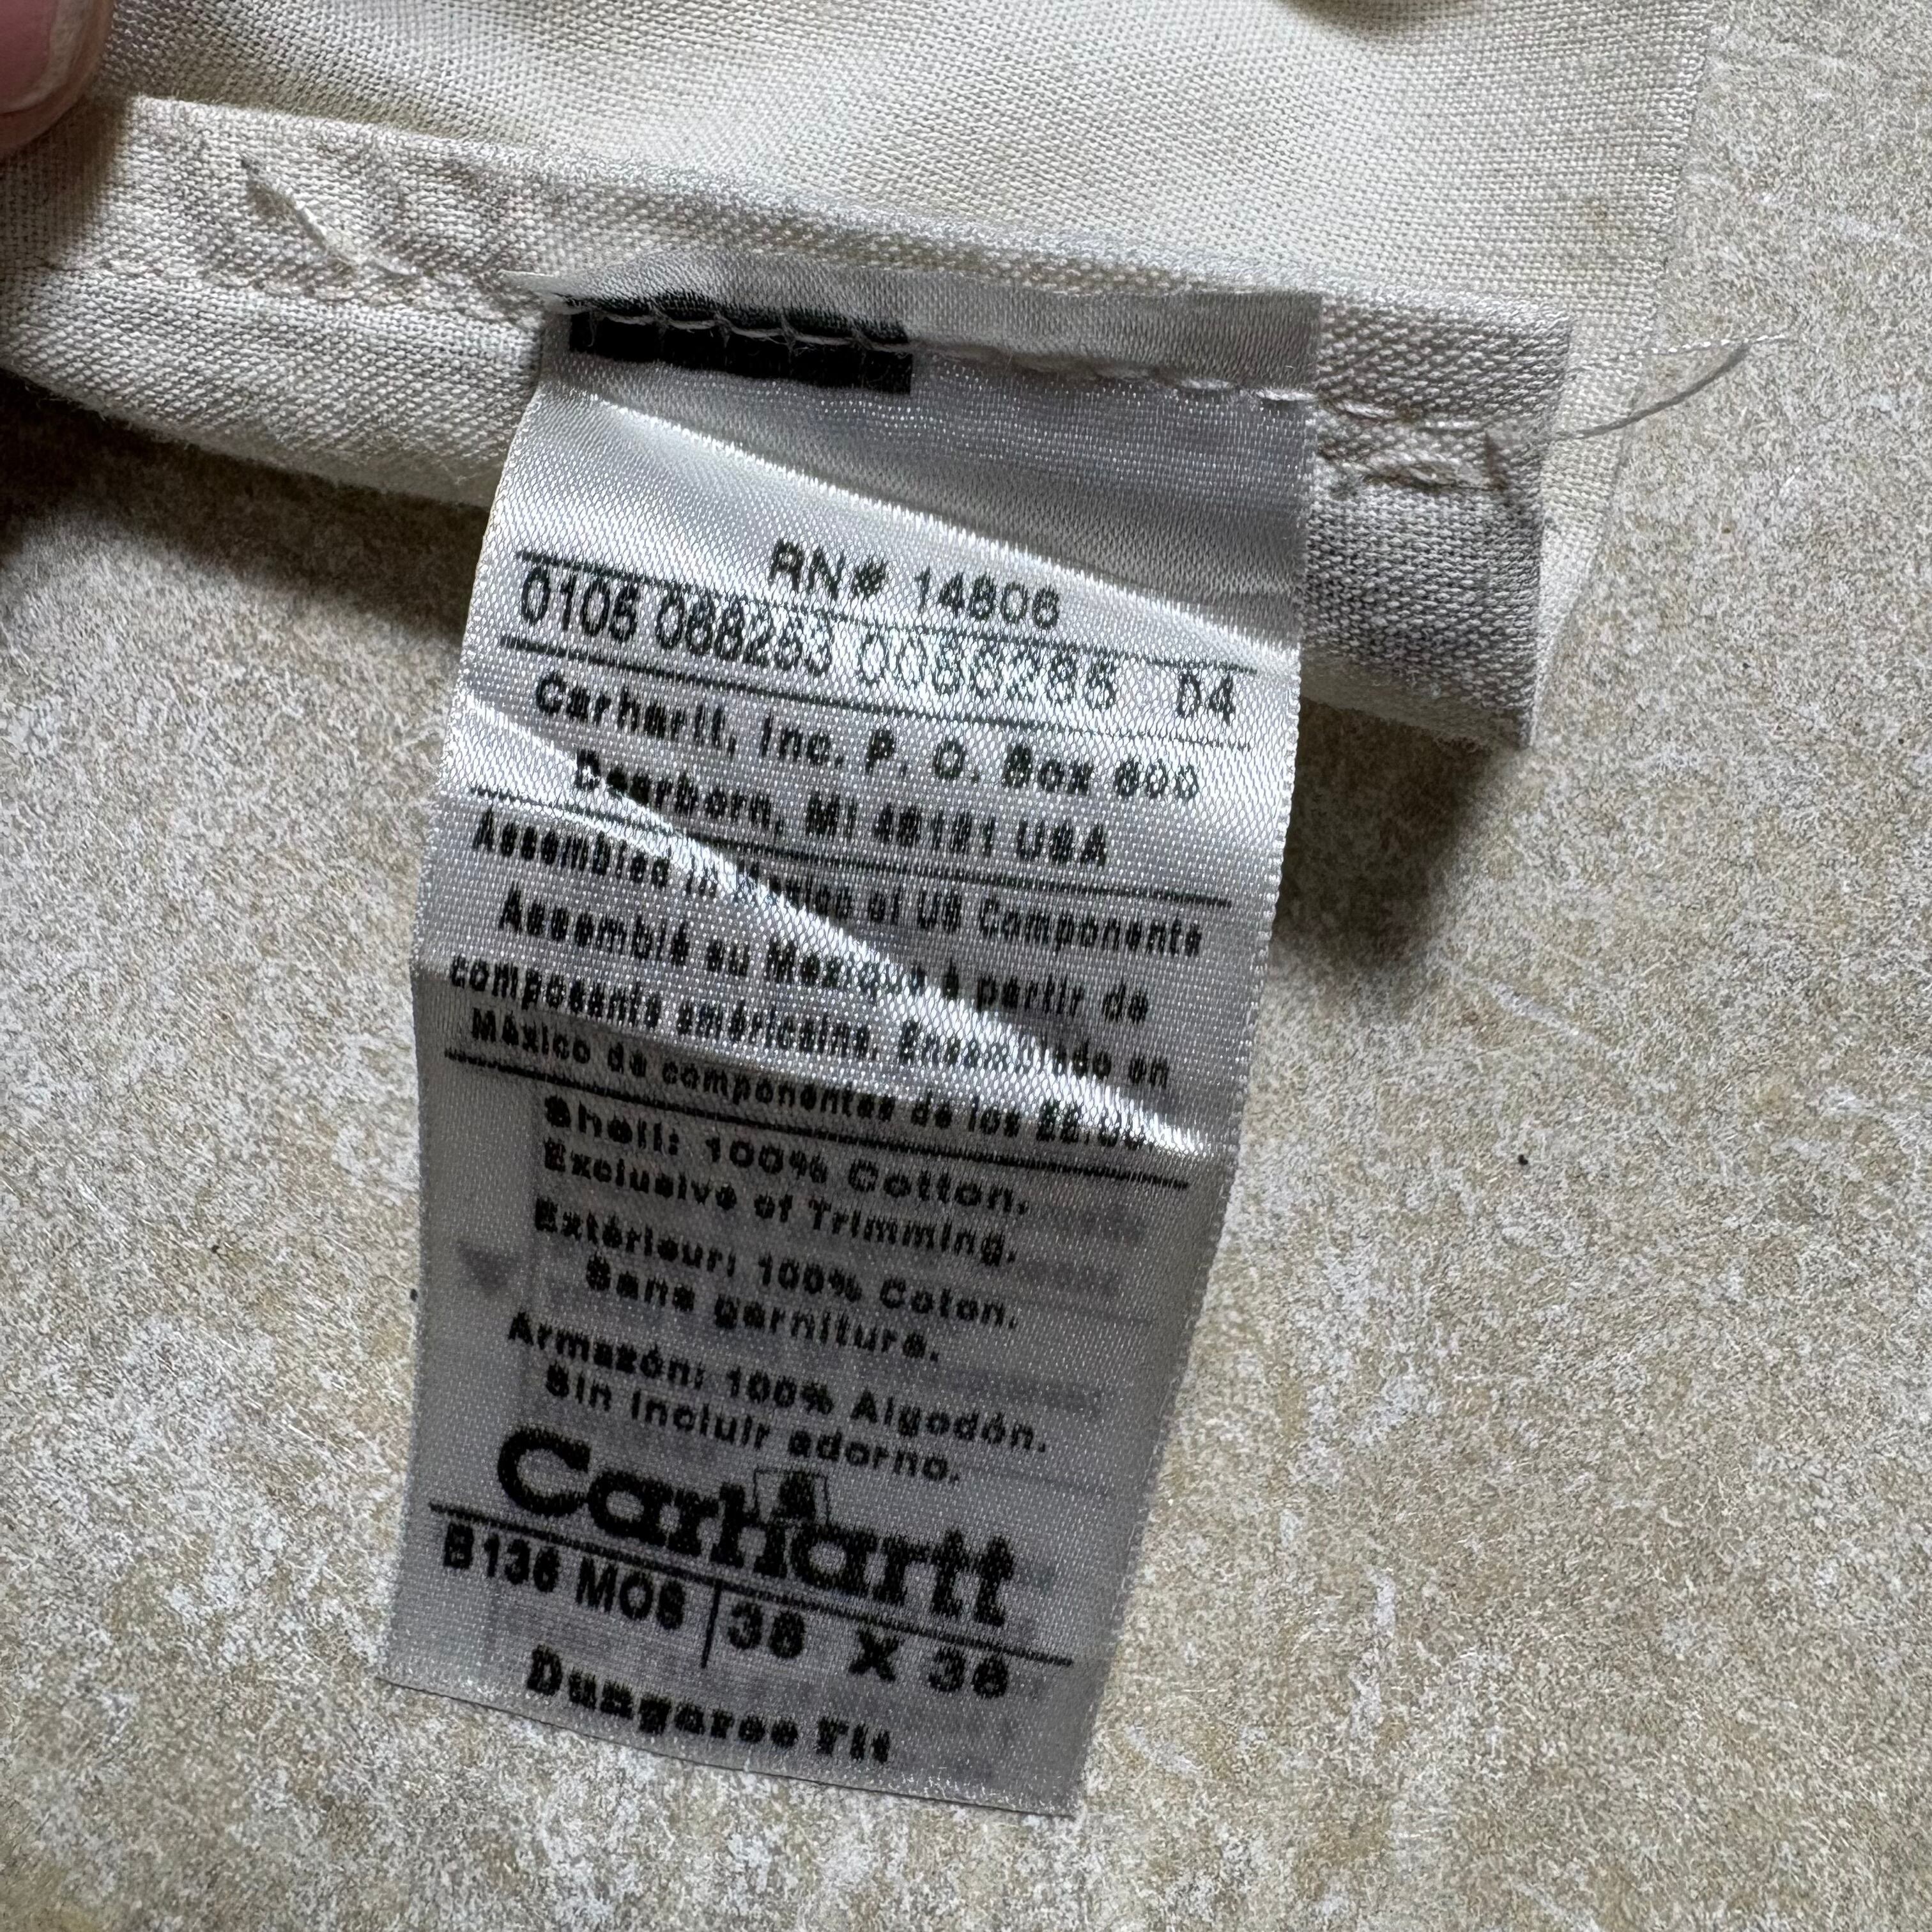 RN# 14806
0105 088253 0056285 D4
Carhartt, Inc. P. O. Box 600
Dearborn, MI 48121 USA
Assembled in Mexico of US Components
Assemblé au Mexique à partir de
composants américains. Ensamblado en
México de componentes de los EE.UU.
Shell: 100% Cotton.
Exclusive of Trimming.
Extérieur: 100% Coton.
Sans garniture.
Armazón: 100% Algodón.
Sin incluir adorno.
Carhartt
B136 MOS 38 X 36
Dungaree Fit